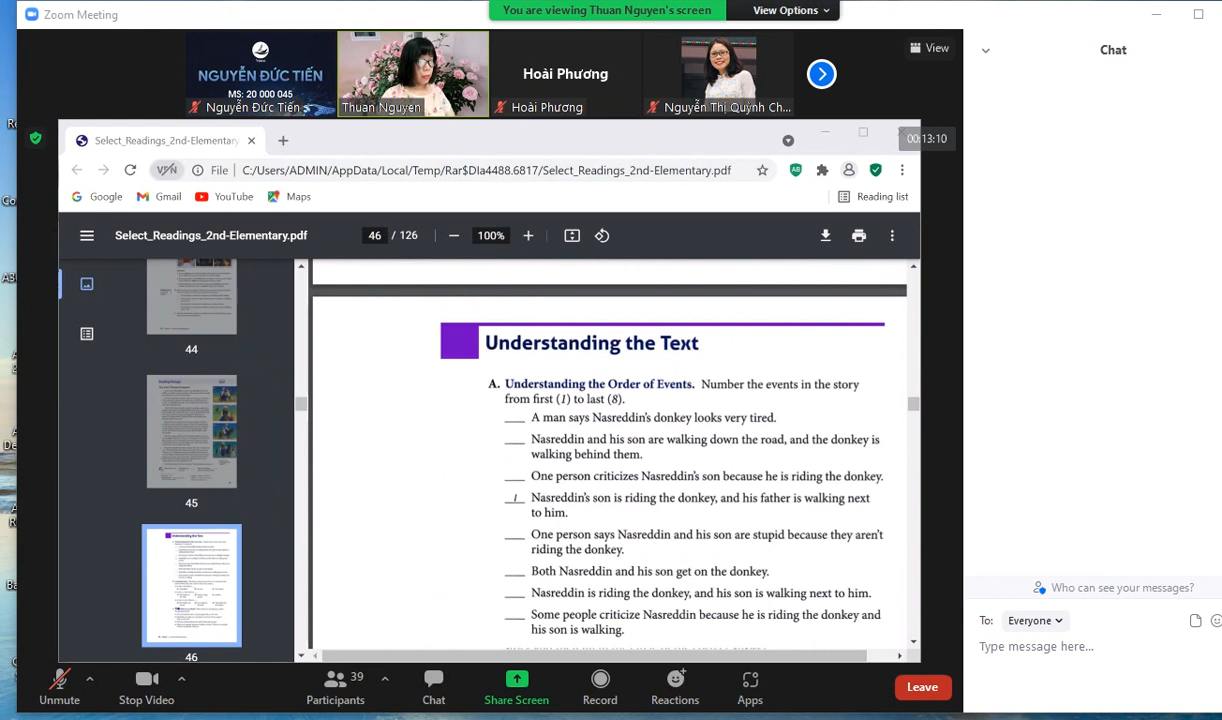 Zoom Meeting
You are viewing Thuan Nguyen's screen
View Options
NGUYỄN ĐỨC TIẾN
MS: 20 000 045
Nguyễn Đức Tiến
Thuan Nguyen
Hoài Phương
Hoài Phương
Nguyễn Thị Quỳnh Ch...
View
Chat
Select_Readings_2nd-Elementary
00:13:10
VPN
File
C:/Users/ADMIN/AppData/Local/Temp/Rar$DIa4488.6817/Select_Readings_2nd-Elementary.pdf
Google
Gmail
YouTube
Maps
Reading list
Select_Readings_2nd-Elementary.pdf
46 / 126
100%
44
45
46
Understanding the Text
A. Understanding the Order of Events. Number the events in the story
from first (1) to last (8).
____ A man says Nasreddin's donkey looks very tired.
____ Nasreddin and his son are walking down the road, and the donkey is
walking behind them.
____ One person criticizes Nasreddin's son because he is riding the donkey.
_1_ Nasreddin's son is riding the donkey, and his father is walking next
to him.
____ One person says Nasreddin and his son are stupid because they aren't
riding the donkey.
____ Both Nasreddin and his son get on the donkey.
____ Nasreddin is riding the donkey, and his son is walking next to him.
____ Some people criticize Nasreddin because he is riding the donkey and
his son is walking.
Who can see your messages?
To: Everyone
Type message here...
Unmute
Stop Video
39
Participants
Chat
Share Screen
Record
Reactions
Apps
Leave